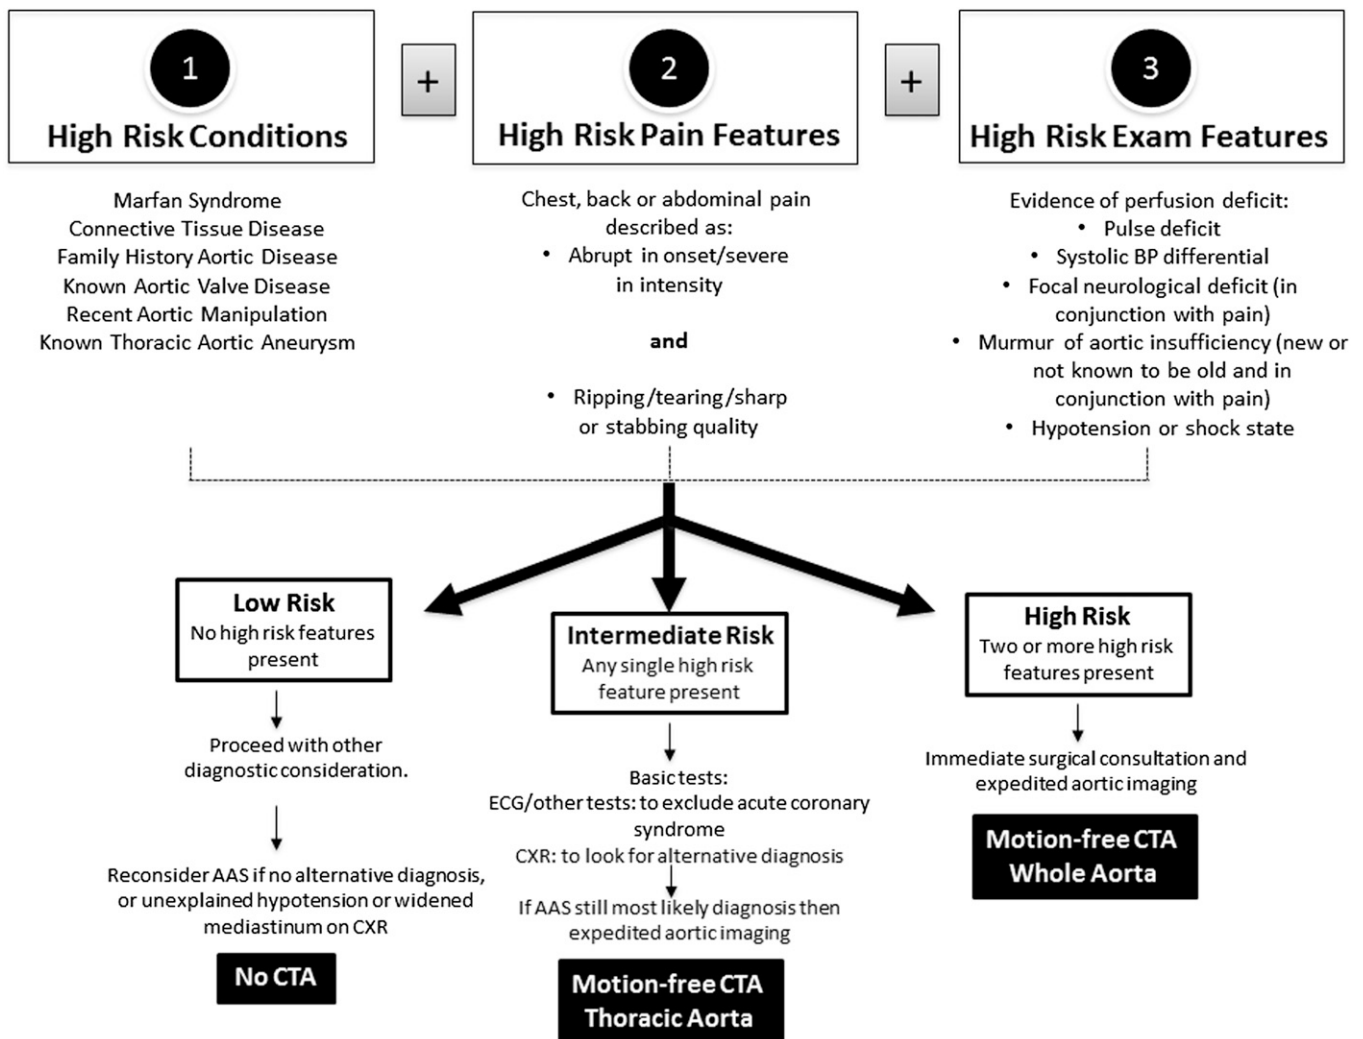 1
High Risk Conditions
Marfan Syndrome
Connective Tissue Disease
Family History Aortic Disease
Known Aortic Valve Disease
Recent Aortic Manipulation
Known Thoracic Aortic Aneurysm
+
2
High Risk Pain Features
Chest, back or abdominal pain
described as:
• Abrupt in onset/severe
in intensity
and
• Ripping/tearing/sharp
or stabbing quality
+
3
High Risk Exam Features
Evidence of perfusion deficit:
• Pulse deficit
• Systolic BP differential
• Focal neurological deficit (in
conjunction with pain)
• Murmur of aortic insufficiency (new or
not known to be old and in
conjunction with pain)
• Hypotension or shock state
Low Risk
No high risk features
present
Proceed with other
diagnostic consideration.
Reconsider AAS if no alternative diagnosis,
or unexplained hypotension or widened
mediastinum on CXR
No CTA
Intermediate Risk
Any single high risk
feature present
Basic tests:
ECG/other tests: to exclude acute coronary
syndrome
CXR: to look for alternative diagnosis
If AAS still most likely diagnosis then
expedited aortic imaging
Motion-free CTA
Thoracic Aorta
High Risk
Two or more high risk
features present
Immediate surgical consultation and
expedited aortic imaging
Motion-free CTA
Whole Aorta